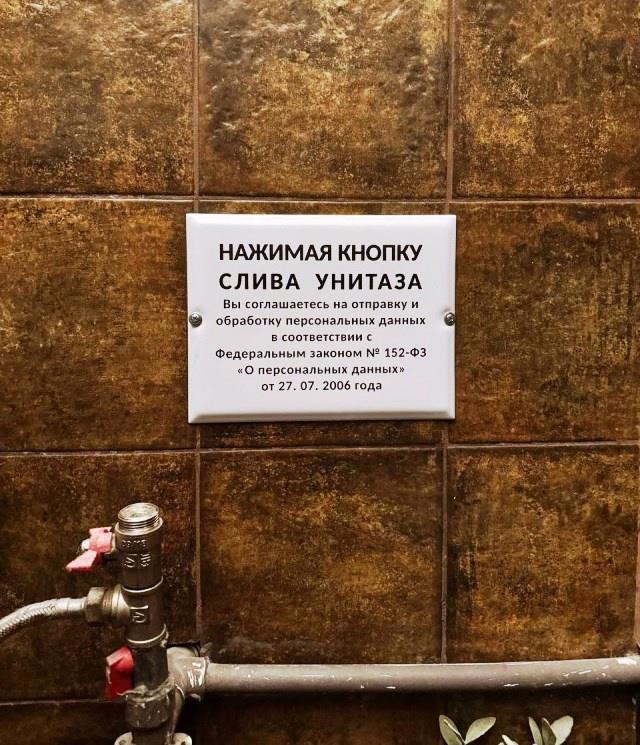 НАЖИМАЯ КНОПКУ
СЛИВА УНИТАЗА
Вы соглашаетесь на отправку и
обработку персональных данных
в соответствии с
Федеральным законом № 152-ФЗ
«О персональных данных»
от 27. 07. 2006 года